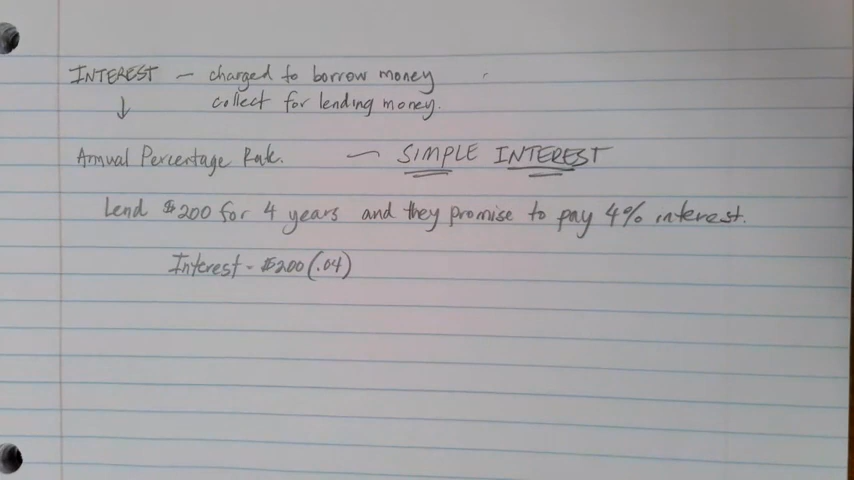 INTEREST — charged to borrow money
↓ collect for lending money.
Annual Percentage Rate. — SIMPLE INTEREST
Lend $200 for 4 years and they promise to pay 4% interest.
Interest - $200(.04)